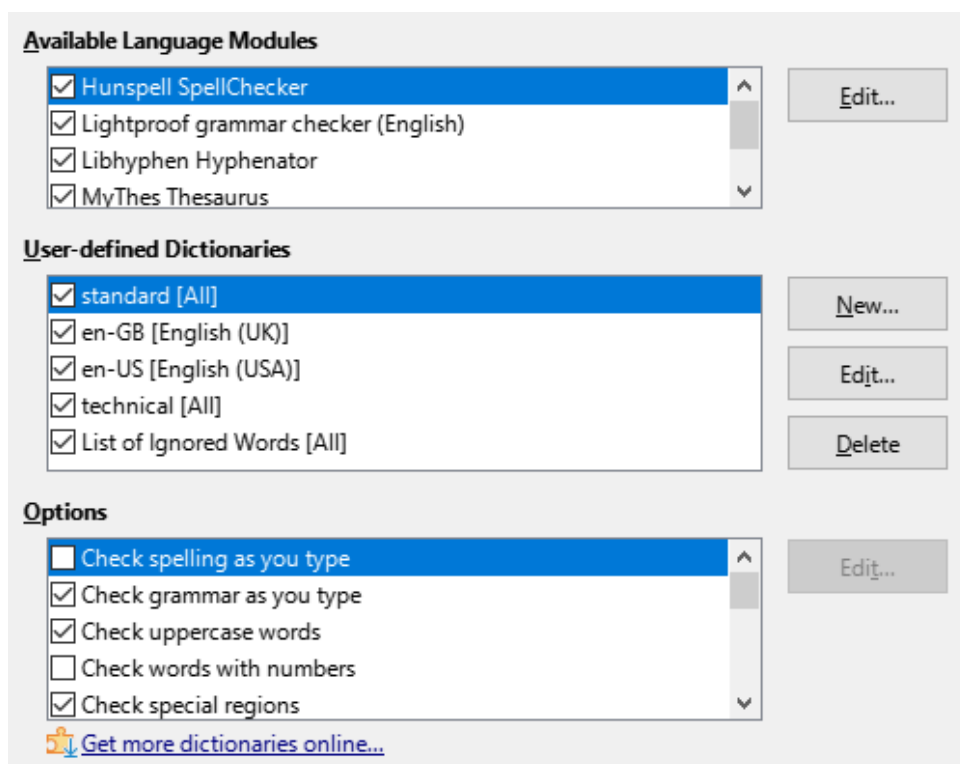 Available Language Modules
Hunspell SpellChecker
Lightproof grammar checker (English)
Libhyphen Hyphenator
MyThes Thesaurus
Edit...
User-defined Dictionaries
standard [All]
en-GB [English (UK)]
en-US [English (USA)]
technical [All]
List of Ignored Words [All]
New...
Edit...
Delete
Options
Check spelling as you type
Check grammar as you type
Check uppercase words
Check words with numbers
Check special regions
Edit...
Get more dictionaries online...